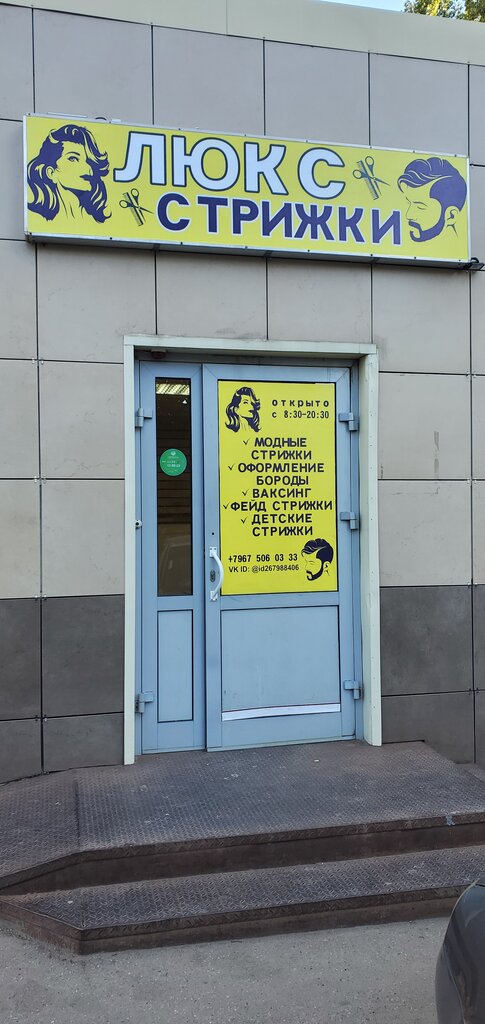 ЛЮКС
СТРИЖКИ
открыто
с 8:30-20:30
✓ МОДНЫЕ
СТРИЖКИ
✓ ОФОРМЛЕНИЕ
БОРОДЫ
✓ ВАКСИНГ
✓ ФЕЙД СТРИЖКИ
✓ ДЕТСКИЕ
СТРИЖКИ
+7967 506 03 33
VK ID: @id267988406